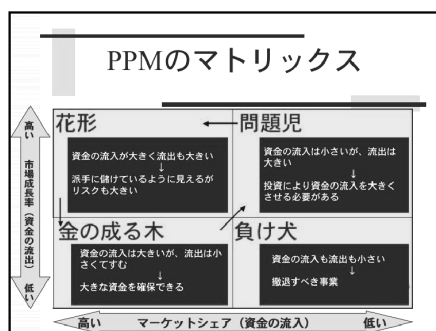 PPMのマトリックス
高い
市場成長率（資金の流出）
低い
花形
資金の流入が大きく流出も大きい
↓
派手に儲けているように見えるが
リスクも大きい
問題児
資金の流入は小さいが、流出は
大きい
↓
投資により資金の流入を大きく
させる必要がある
金の成る木
資金の流入は大きいが、流出は小
さくてすむ
↓
大きな資金を確保できる
負け犬
資金の流入も流出も小さい
↓
撤退すべき事業
高い
マーケットシェア（資金の流入）
低い